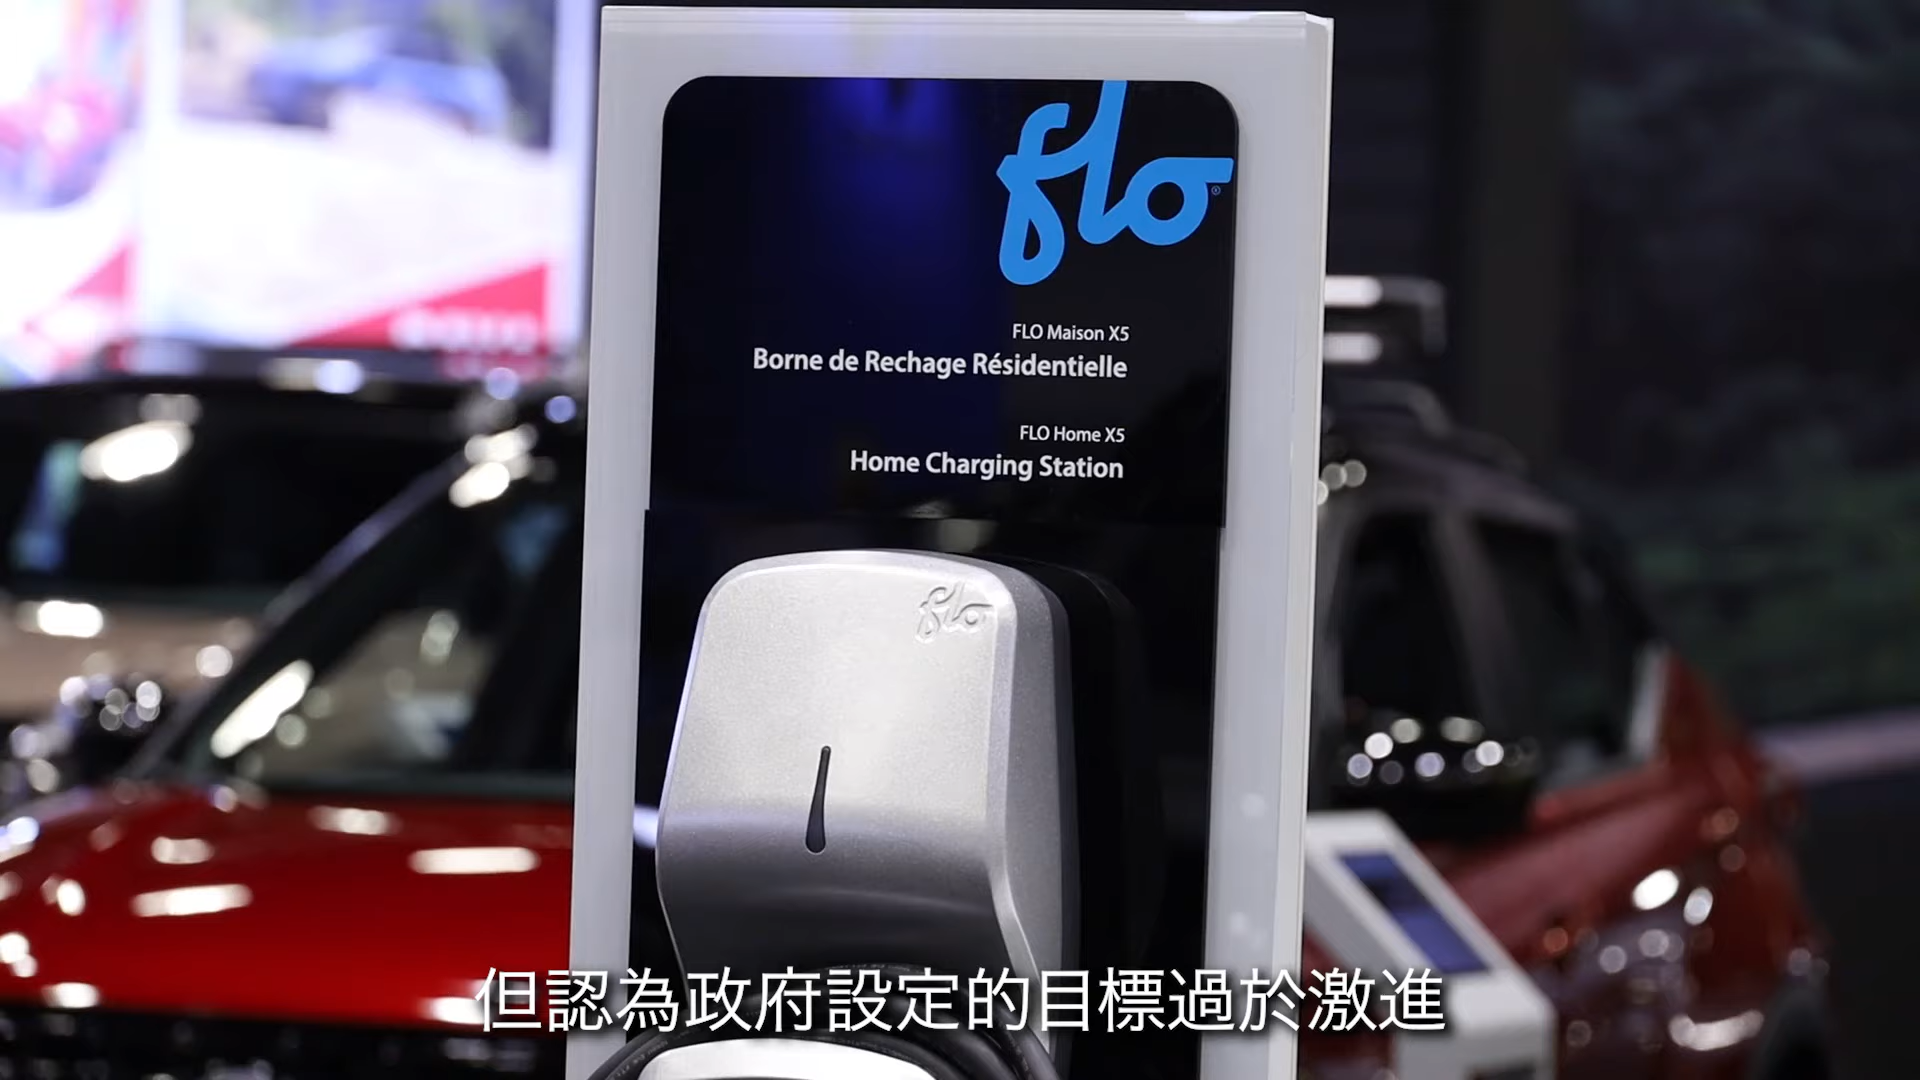 flo
FLO Maison X5
Borne de Rechage Résidentielle
FLO Home X5
Home Charging Station
flo
但認為政府設定的目標過於激進